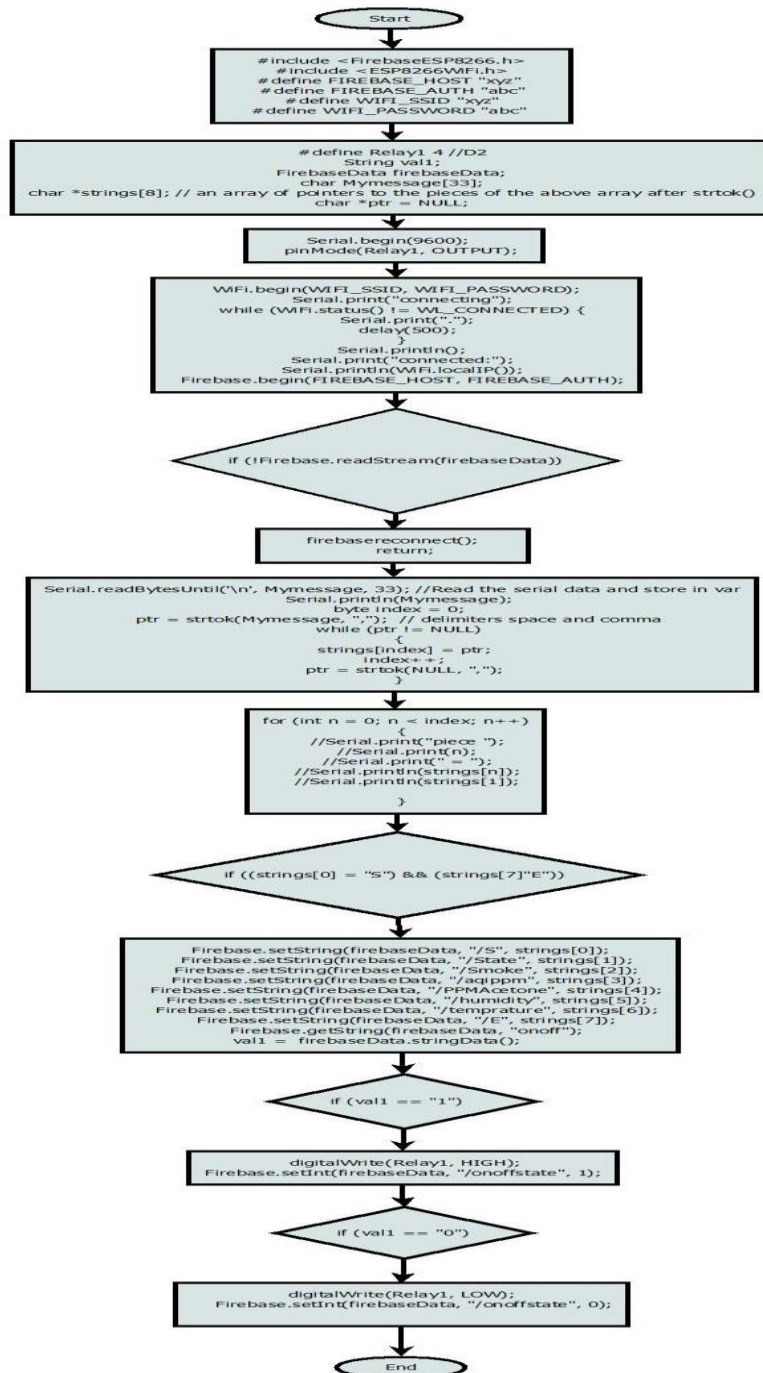 Start
#include <FirebaseESP8266.h>
#include <ESP8266WiFi.h>
#define FIREBASE_HOST "xyz"
#define FIREBASE_AUTH "abc"
#define WIFI_SSID "xyz"
#define WIFI_PASSWORD "abc"
#define Relay1 4 //D2
String val1;
FirebaseData firebaseData;
char Mymessage[33];
char *strings[8]; // an array of pointers to the pieces of the above array after strtok()
char *ptr = NULL;
Serial.begin(9600);
pinMode(Relay1, OUTPUT);
WiFi.begin(WIFI_SSID, WIFI_PASSWORD);
Serial.print("connecting");
while (WiFi.status() != WL_CONNECTED) {
Serial.print(".");
delay(500);
}
Serial.println();
Serial.print("connected:");
Serial.println(WiFi.localIP());
Firebase.begin(FIREBASE_HOST, FIREBASE_AUTH);
if (!Firebase.readStream(firebaseData))
firebasereconnect();
return;
Serial.readBytesUntil('\n', Mymessage, 33); //Read the serial data and store in var
Serial.println(Mymessage);
byte index = 0;
ptr = strtok(Mymessage, ","); // delimiters space and comma
while (ptr != NULL)
{
strings[index] = ptr;
index++;
ptr = strtok(NULL, ",");
}
for (int n = 0; n < index; n++)
{
//Serial.print("piece ");
//Serial.print(n);
//Serial.print(" = ");
//Serial.println(strings[n]);
//Serial.println(strings[1]);
}
if ((strings[0] = "S") && (strings[7]"E"))
Firebase.setString(firebaseData, "/S", strings[0]);
Firebase.setString(firebaseData, "/State", strings[1]);
Firebase.setString(firebaseData, "/Smoke", strings[2]);
Firebase.setString(firebaseData, "/aqippm", strings[3]);
Firebase.setString(firebaseData, "/PPMAcetone", strings[4]);
Firebase.setString(firebaseData, "/humidity", strings[5]);
Firebase.setString(firebaseData, "/temprature", strings[6]);
Firebase.setString(firebaseData, "/E", strings[7]);
Firebase.getString(firebaseData, "onoff");
val1 = firebaseData.stringData();
if (val1 == "1")
digitalWrite(Relay1, HIGH);
Firebase.setInt(firebaseData, "/onoffstate", 1);
if (val1 == "0")
digitalWrite(Relay1, LOW);
Firebase.setInt(firebaseData, "/onoffstate", 0);
End